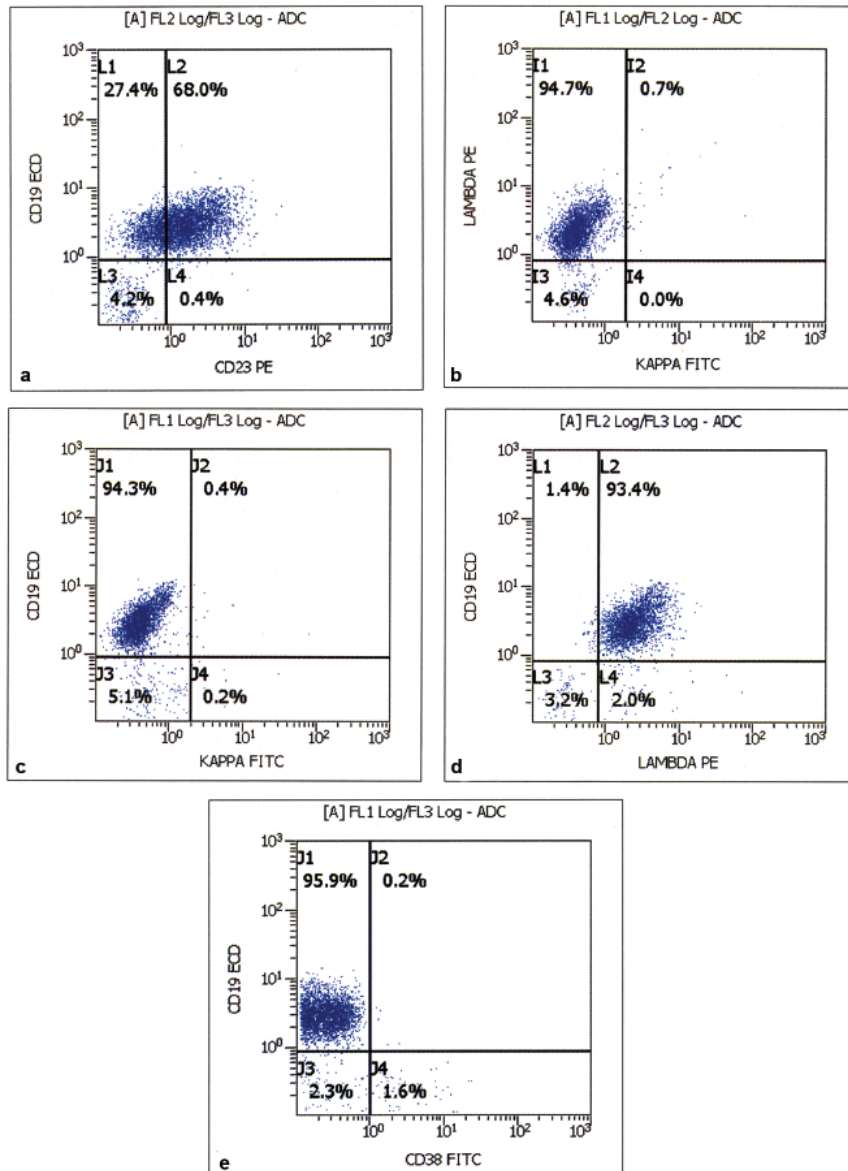 [A] FL2 Log/FL3 Log - ADC
10³
L1 L2
27.4% 68.0%
10²
CD19 ECD
10¹
10⁰
L3 L4
4.2% 0.4%
10⁰ 10¹ 10² 10³
CD23 PE
a
[A] FL1 Log/FL2 Log - ADC
10³
I1 I2
94.7% 0.7%
10²
LAMBDA PE
10¹
10⁰
I3 I4
4.6% 0.0%
10⁰ 10¹ 10² 10³
KAPPA FITC
b
[A] FL1 Log/FL3 Log - ADC
10³
J1 J2
94.3% 0.4%
10²
CD19 ECD
10¹
10⁰
J3 J4
5.1% 0.2%
10⁰ 10¹ 10² 10³
KAPPA FITC
c
[A] FL2 Log/FL3 Log - ADC
10³
L1 L2
1.4% 93.4%
10²
CD19 ECD
10¹
10⁰
L3 L4
3.2% 2.0%
10⁰ 10¹ 10² 10³
LAMBDA PE
d
[A] FL1 Log/FL3 Log - ADC
10³
J1 J2
95.9% 0.2%
10²
CD19 ECD
10¹
10⁰
J3 J4
2.3% 1.6%
10⁰ 10¹ 10² 10³
CD38 FITC
e